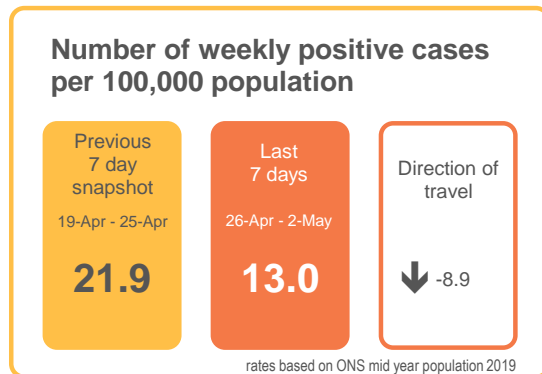 Number of weekly positive cases
per 100,000 population
Previous
7 day
snapshot
19-Apr - 25-Apr
21.9
Last
7 days
26-Apr - 2-May
13.0
Direction of
travel
-8.9
rates based on ONS mid year population 2019